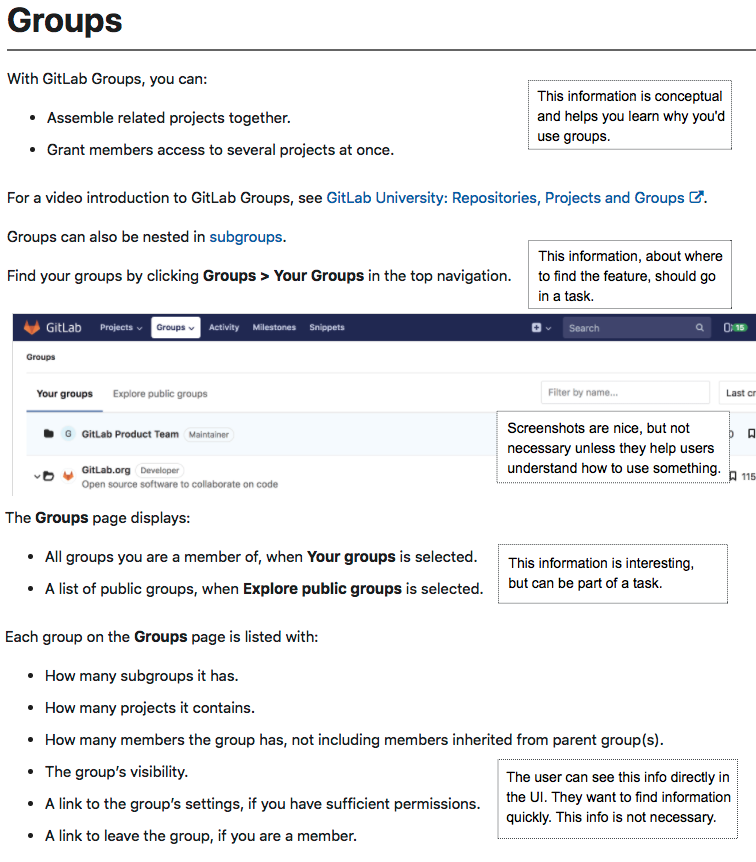 Groups
With GitLab Groups, you can:
• Assemble related projects together.
• Grant members access to several projects at once.
This information is conceptual
and helps you learn why you'd
use groups.
For a video introduction to GitLab Groups, see GitLab University: Repositories, Projects and Groups.
Groups can also be nested in subgroups.
Find your groups by clicking Groups > Your Groups in the top navigation.
This information, about where
to find the feature, should go
in a task.
GitLab Projects Groups Activity Milestones Snippets Search 15
Groups
Your groups Explore public groups Filter by name... Last cr
G GitLab Product Team Maintainer
GitLab.org Developer 115
Open source software to collaborate on code
Screenshots are nice, but not
necessary unless they help users
understand how to use something.
The Groups page displays:
• All groups you are a member of, when Your groups is selected.
• A list of public groups, when Explore public groups is selected.
This information is interesting,
but can be part of a task.
Each group on the Groups page is listed with:
• How many subgroups it has.
• How many projects it contains.
• How many members the group has, not including members inherited from parent group(s).
• The group’s visibility.
• A link to the group’s settings, if you have sufficient permissions.
• A link to leave the group, if you are a member.
The user can see this info directly in
the UI. They want to find information
quickly. This info is not necessary.